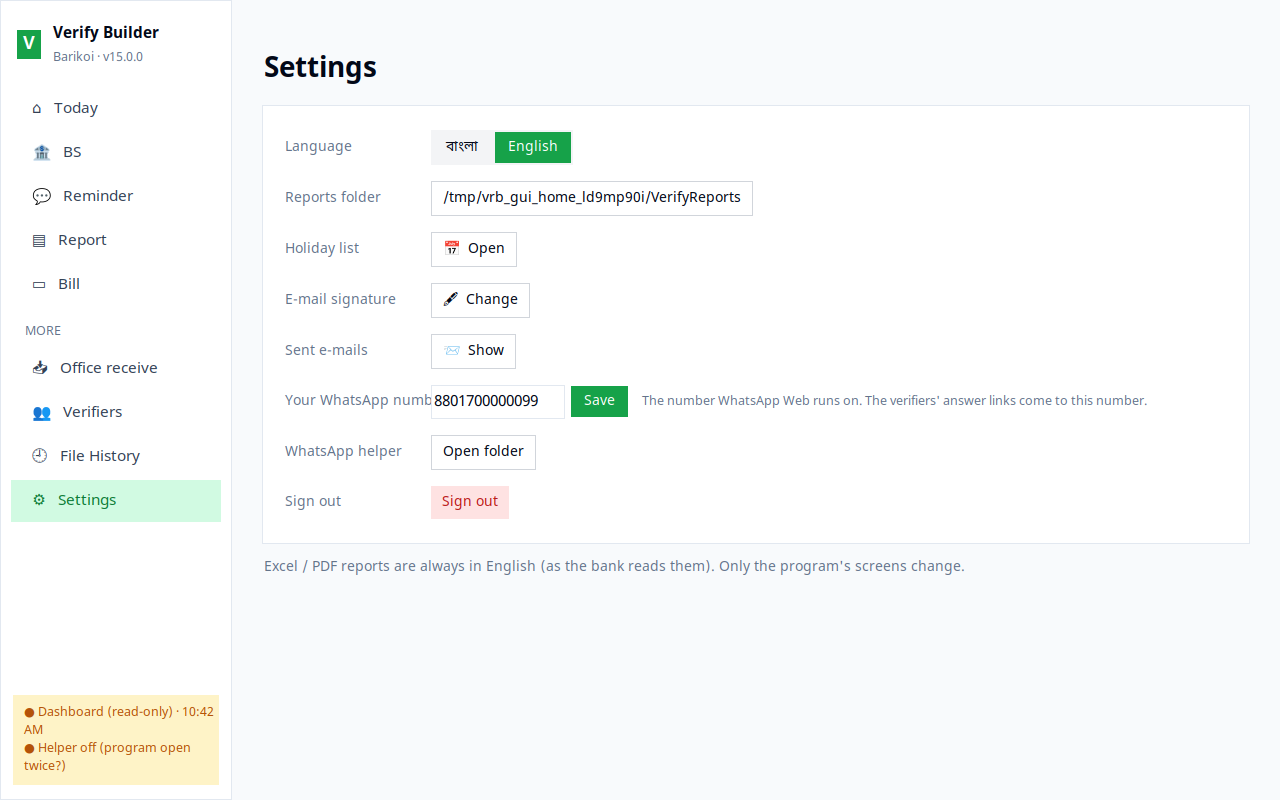 V
Verify Builder
Barikoi · v15.0.0
Today
BS
Reminder
Report
Bill
MORE
Office receive
Verifiers
File History
Settings
● Dashboard (read-only) · 10:42
AM
● Helper off (program open
twice?)
Settings
Language বাংলা English
Reports folder /tmp/vrb_gui_home_ld9mp90i/VerifyReports
Holiday list Open
E-mail signature Change
Sent e-mails Show
Your WhatsApp numb 8801700000099 Save The number WhatsApp Web runs on. The verifiers' answer links come to this number.
WhatsApp helper Open folder
Sign out Sign out
Excel / PDF reports are always in English (as the bank reads them). Only the program's screens change.